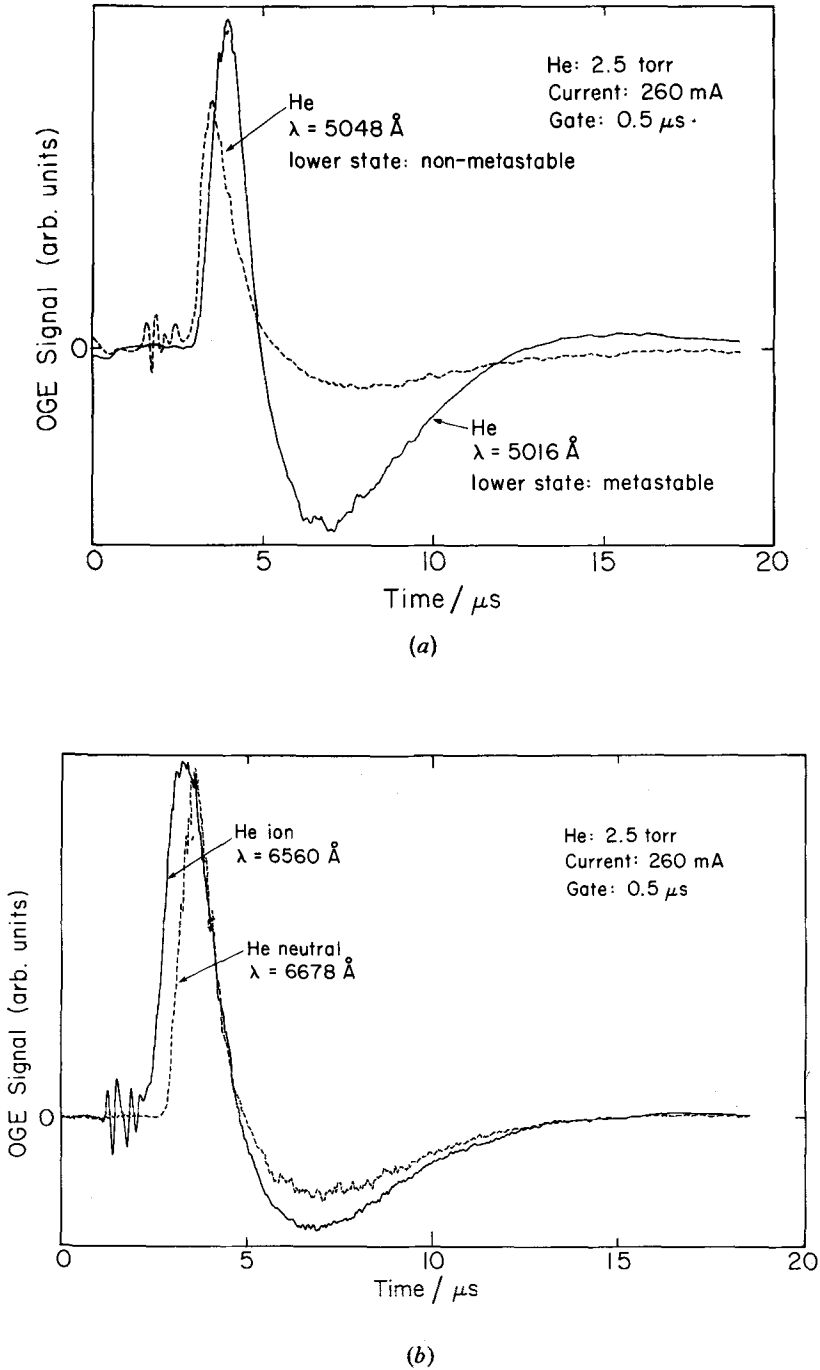 OGE Signal (arb. units)
He: 2.5 torr
Current: 260 mA
Gate: 0.5 μs
He
λ = 5048 Å
lower state: non-metastable
0
He
λ = 5016 Å
lower state: metastable
0 5 10 15 20
Time / μs
(a)
OGE Signal (arb. units)
He ion
λ = 6560 Å
He: 2.5 torr
Current: 260 mA
Gate: 0.5 μs
He neutral
λ = 6678 Å
0
0 5 10 15 20
Time / μs
(b)